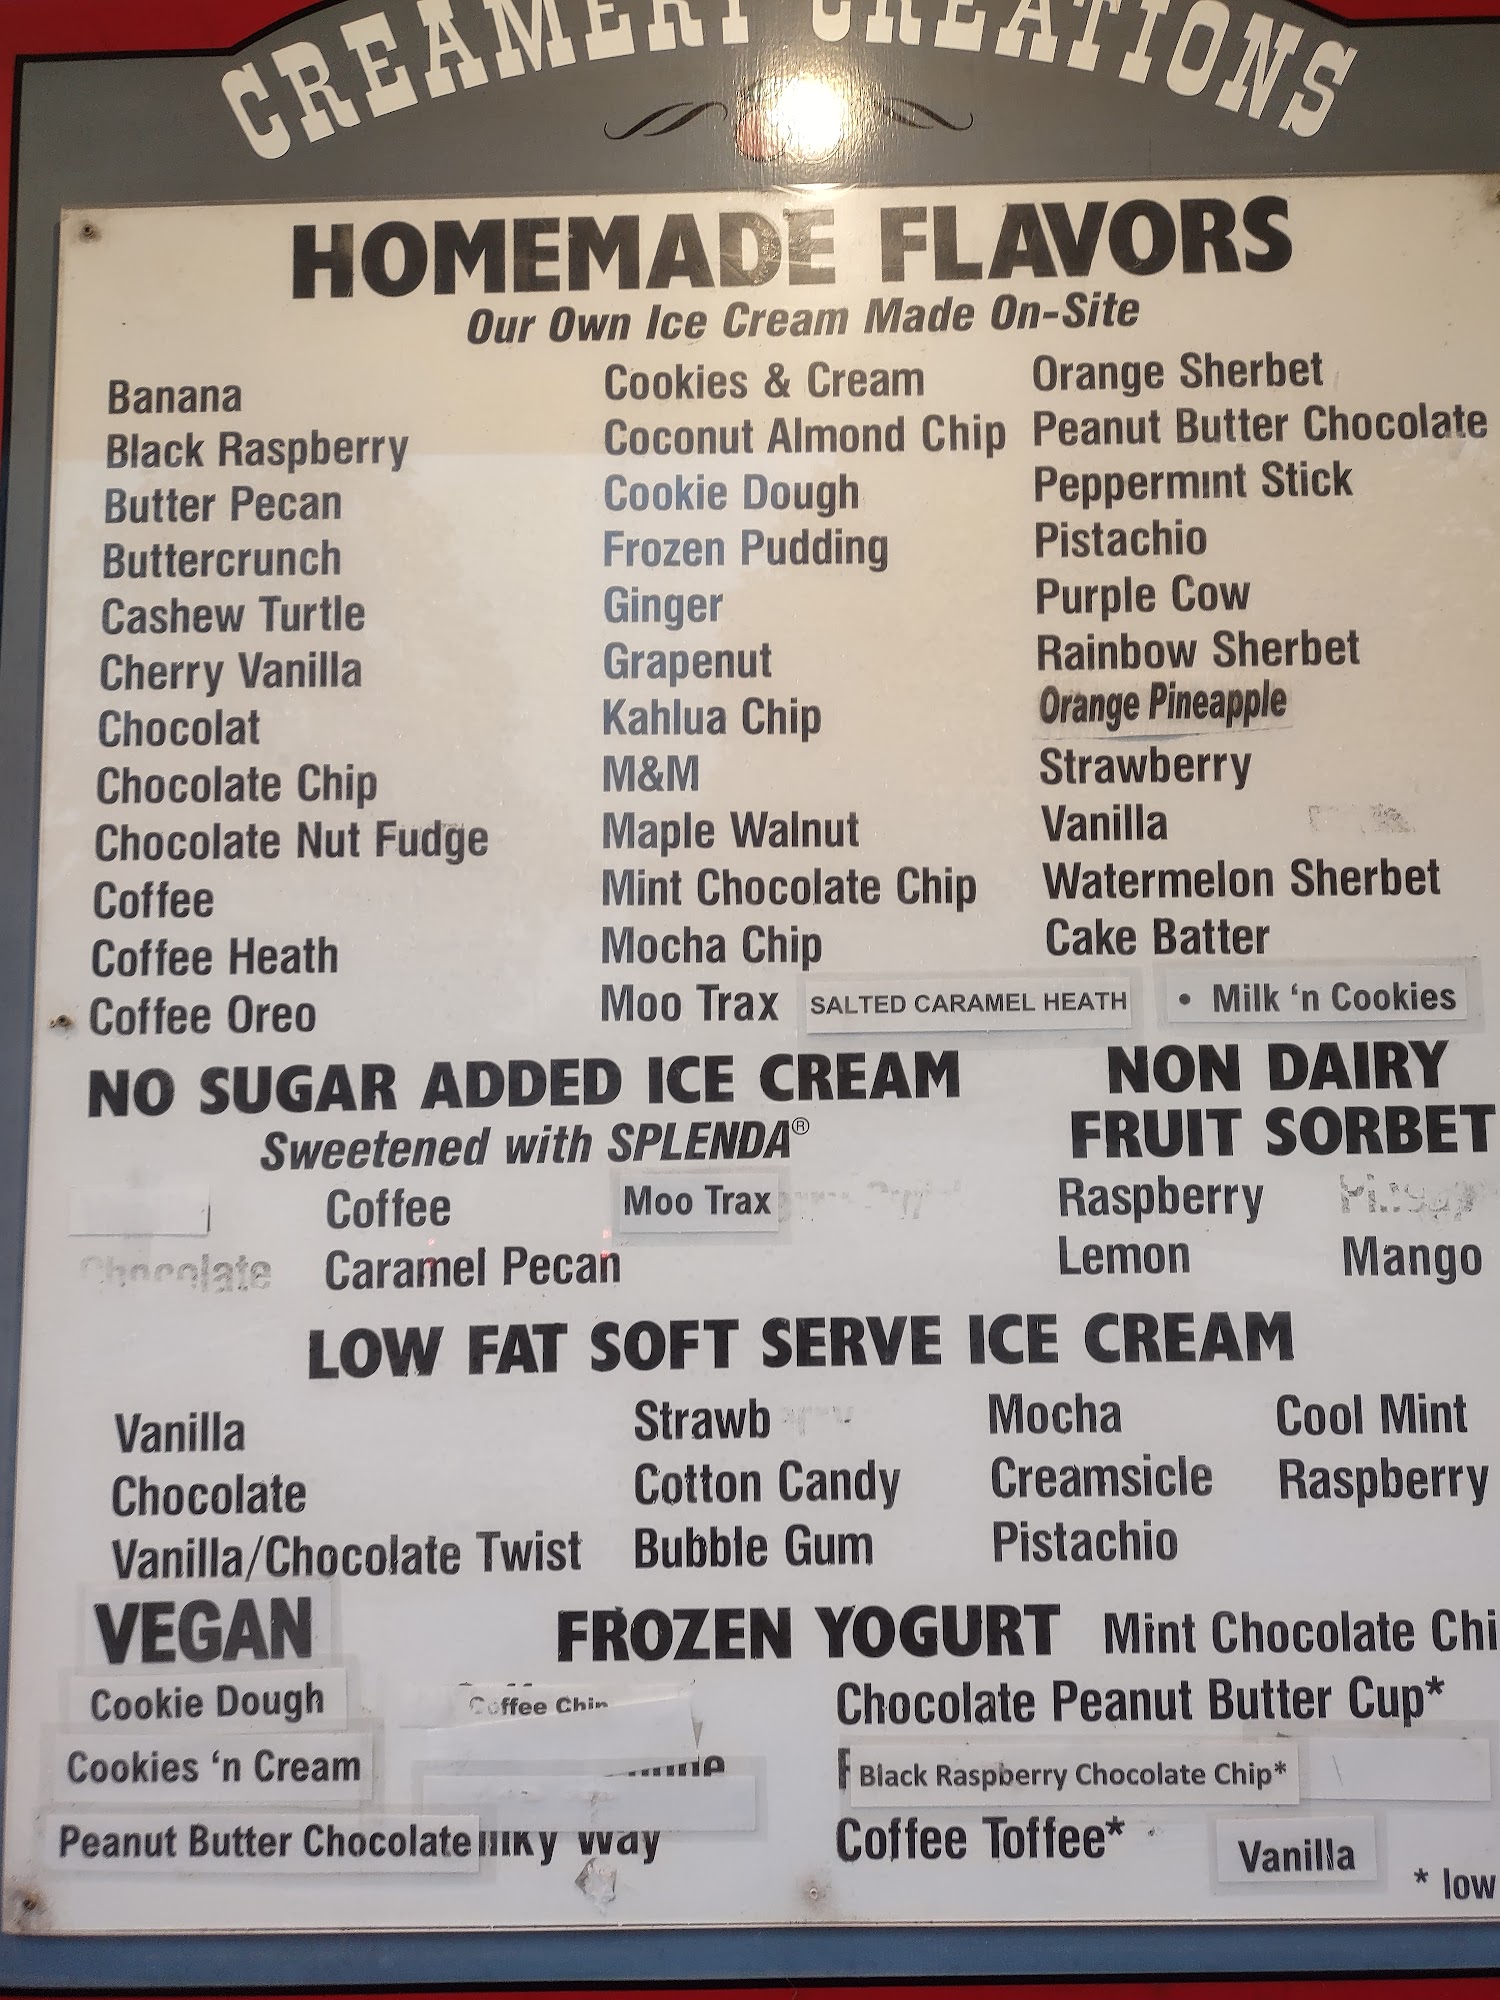 CREAMERY CREATIONS
HOMEMADE FLAVORS
Our Own Ice Cream Made On-Site
Banana
Black Raspberry
Butter Pecan
Buttercrunch
Cashew Turtle
Cherry Vanilla
Chocolat
Chocolate Chip
Chocolate Nut Fudge
Coffee
Coffee Heath
Coffee Oreo
Cookies & Cream
Coconut Almond Chip
Cookie Dough
Frozen Pudding
Ginger
Grapenut
Kahlua Chip
M&M
Maple Walnut
Mint Chocolate Chip
Mocha Chip
Moo Trax
SALTED CARAMEL HEATH
Orange Sherbet
Peanut Butter Chocolate
Peppermint Stick
Pistachio
Purple Cow
Rainbow Sherbet
Orange Pineapple
Strawberry
Vanilla
Watermelon Sherbet
Cake Batter
• Milk ‘n Cookies
NO SUGAR ADDED ICE CREAM
Sweetened with SPLENDA®
Chocolate
Coffee
Caramel Pecan
Moo Trax
NON DAIRY
FRUIT SORBET
Raspberry
Lemon
Mango
LOW FAT SOFT SERVE ICE CREAM
Vanilla
Chocolate
Vanilla/Chocolate Twist
Strawb
Cotton Candy
Bubble Gum
Mocha
Creamsicle
Pistachio
Cool Mint
Raspberry
VEGAN
Cookie Dough
Cookies ‘n Cream
Peanut Butter Chocolate
FROZEN YOGURT
Coffee Chip
Way
Mint Chocolate Chi
Chocolate Peanut Butter Cup*
Black Raspberry Chocolate Chip*
Coffee Toffee*
Vanilla
* low